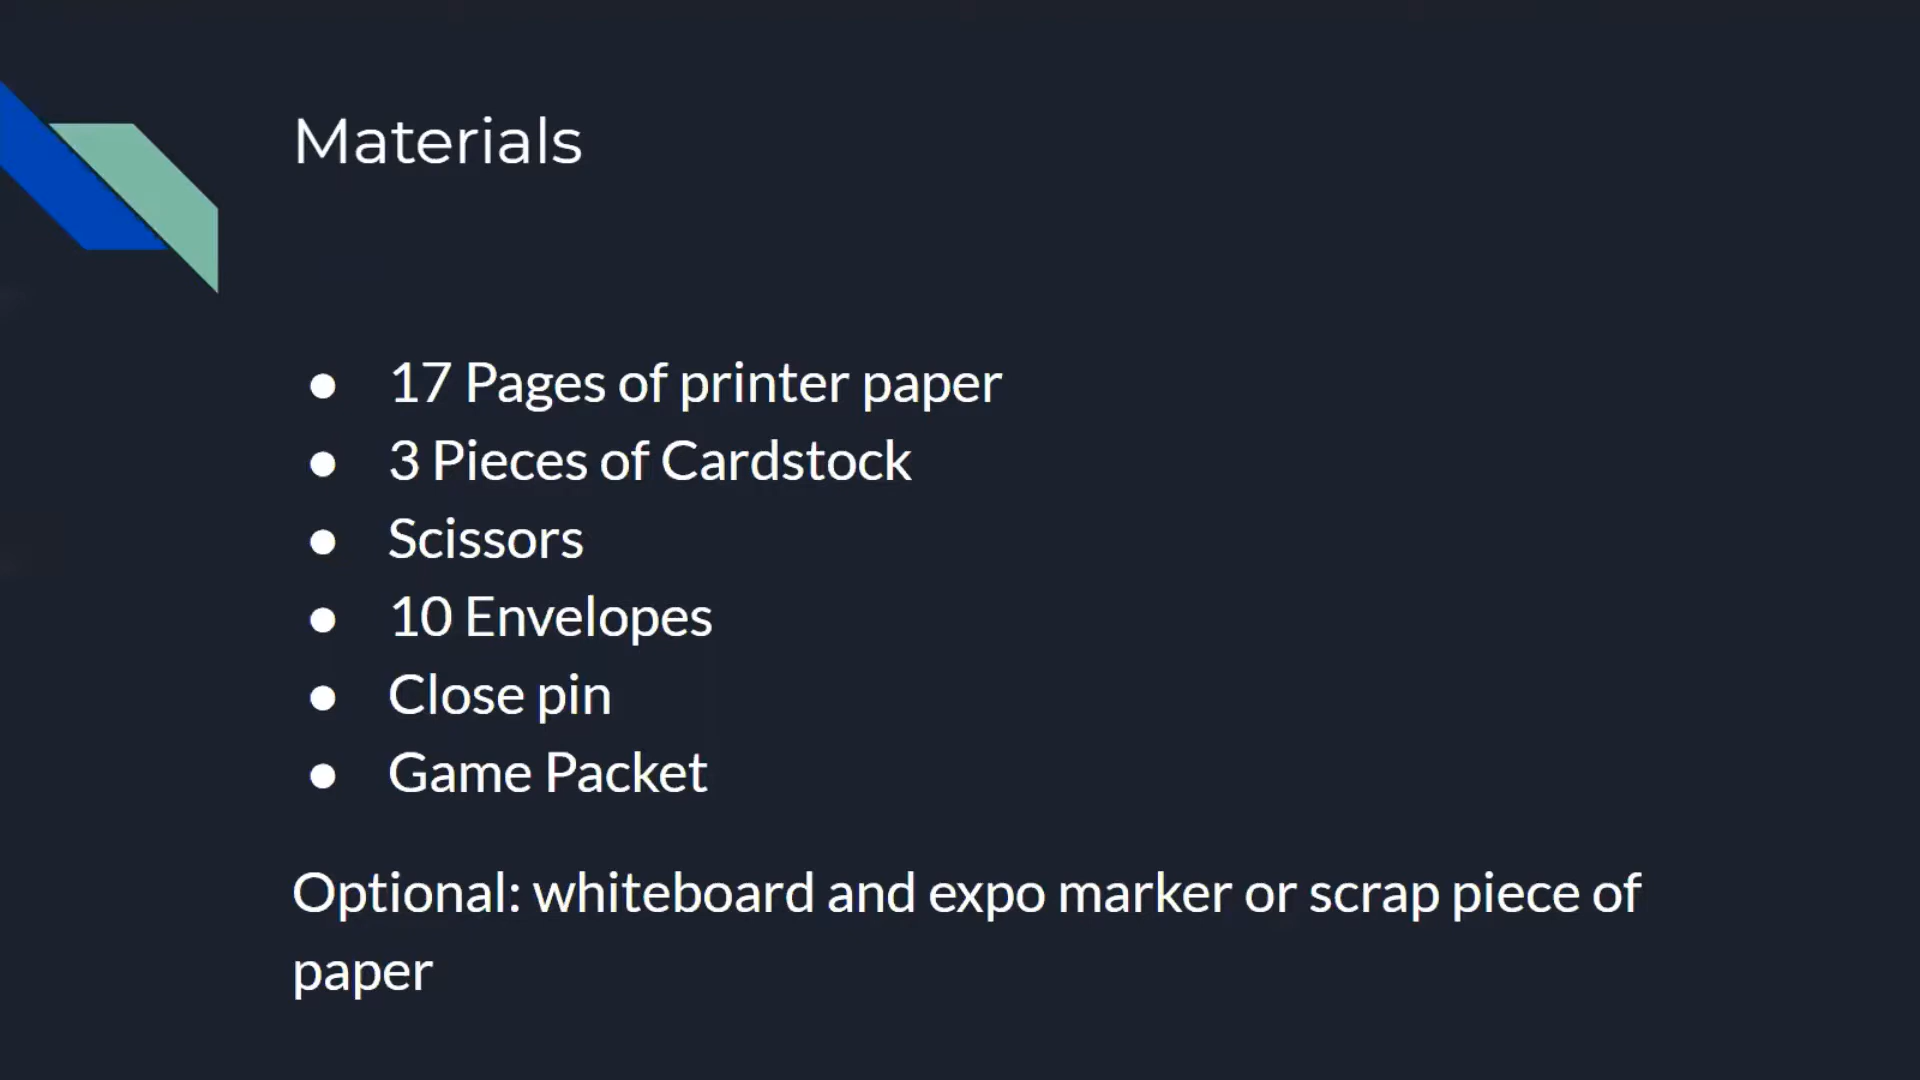 Materials
● 17 Pages of printer paper
● 3 Pieces of Cardstock
● Scissors
● 10 Envelopes
● Close pin
● Game Packet
Optional: whiteboard and expo marker or scrap piece of
paper